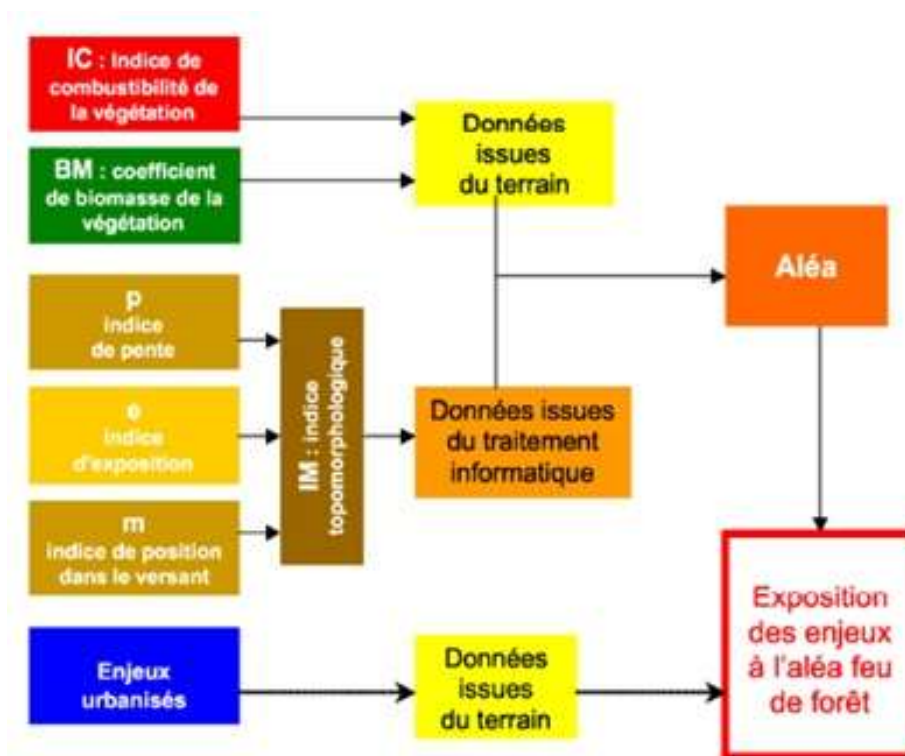 IC : Indice de
combustibilité de
la végétation
BM : coefficient
de biomasse de la
végétation
Données
issues
du terrain
Aléa
p
indice
de pente
e
indice
d'exposition
m
indice de position
dans le versant
IM : indice
topomorphologique
Données issues
du traitement
informatique
Enjeux
urbanisés
Données
issues
du terrain
Exposition
des enjeux
à l'aléa feu
de forêt